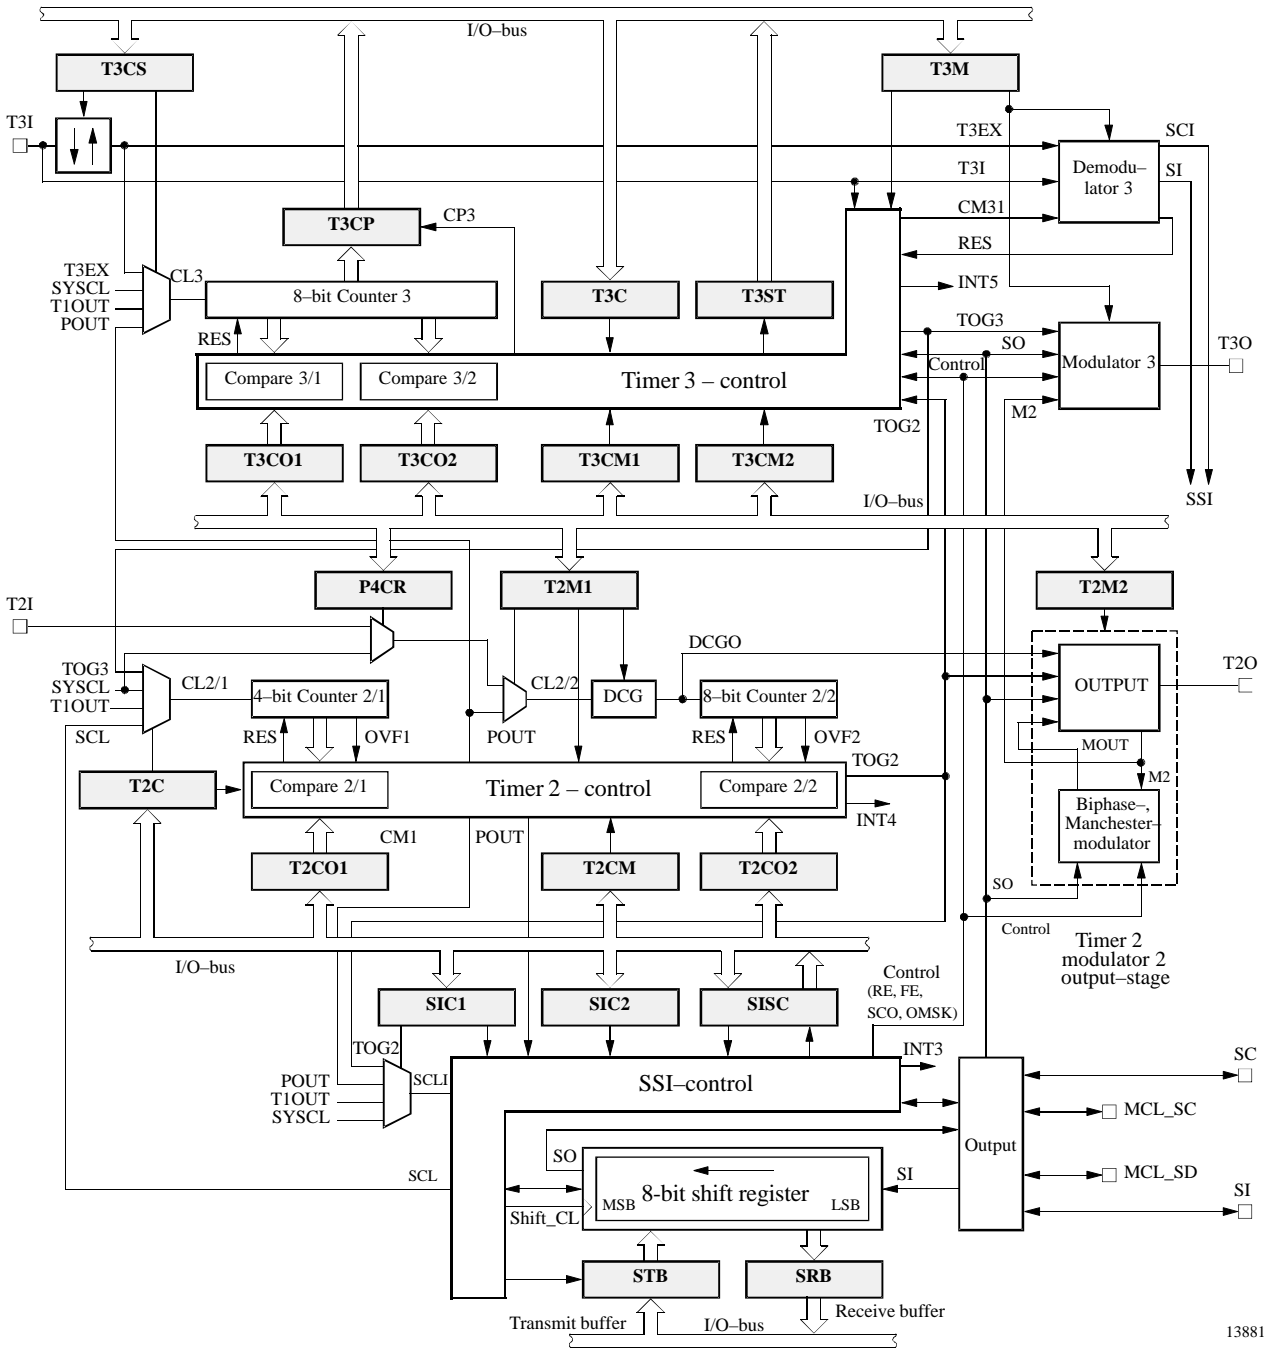 I/O–bus
T3CS
T3M
T3I
T3EX
SCI
Demodu–
lator 3
T3I
SI
CP3
T3CP
CM31
RES
T3EX
CL3
SYSCL
8–bit Counter 3
T3C
T3ST
INT5
T1OUT
POUT
TOG3
RES
SO
T3O
Compare 3/1
Compare 3/2
Timer 3 – control
Control
Modulator 3
M2
TOG2
T3CO1
T3CO2
T3CM1
T3CM2
I/O–bus
SSI
P4CR
T2M1
T2M2
T2I
DCGO
TOG3
T2O
SYSCL
CL2/1
4–bit Counter 2/1
CL2/2
DCG
8–bit Counter 2/2
OUTPUT
T1OUT
SCL
RES
OVF1
POUT
RES
OVF2
MOUT
TOG2
M2
T2C
Compare 2/1
Timer 2 – control
Compare 2/2
Biphase–,
Manchester–
modulator
INT4
CM1
POUT
T2CO1
T2CM
T2CO2
SO
Control
Timer 2
modulator 2
output–stage
I/O–bus
Control
(RE, FE,
SCO, OMSK)
SIC1
SIC2
SISC
TOG2
INT3
SC
POUT
SCLI
SSI–control
T1OUT
SYSCL
MCL_SC
Output
SO
SCL
SI
MCL_SD
8-bit shift register
MSB
LSB
Shift_CL
SI
STB
SRB
Transmit buffer
I/O–bus
Receive buffer
13881